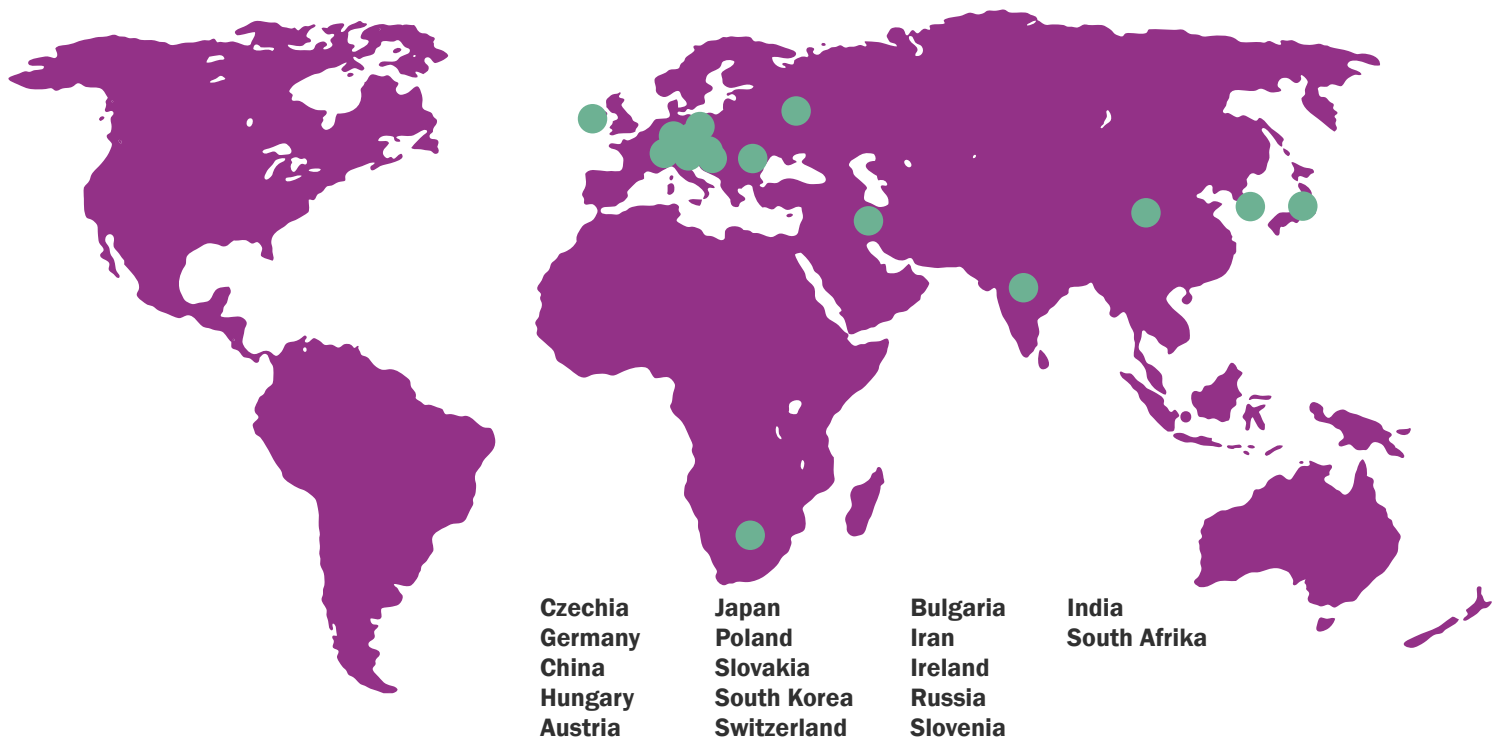 Czechia
Germany
China
Hungary
Austria
Japan
Poland
Slovakia
South Korea
Switzerland
Bulgaria
Iran
Ireland
Russia
Slovenia
India
South Afrika